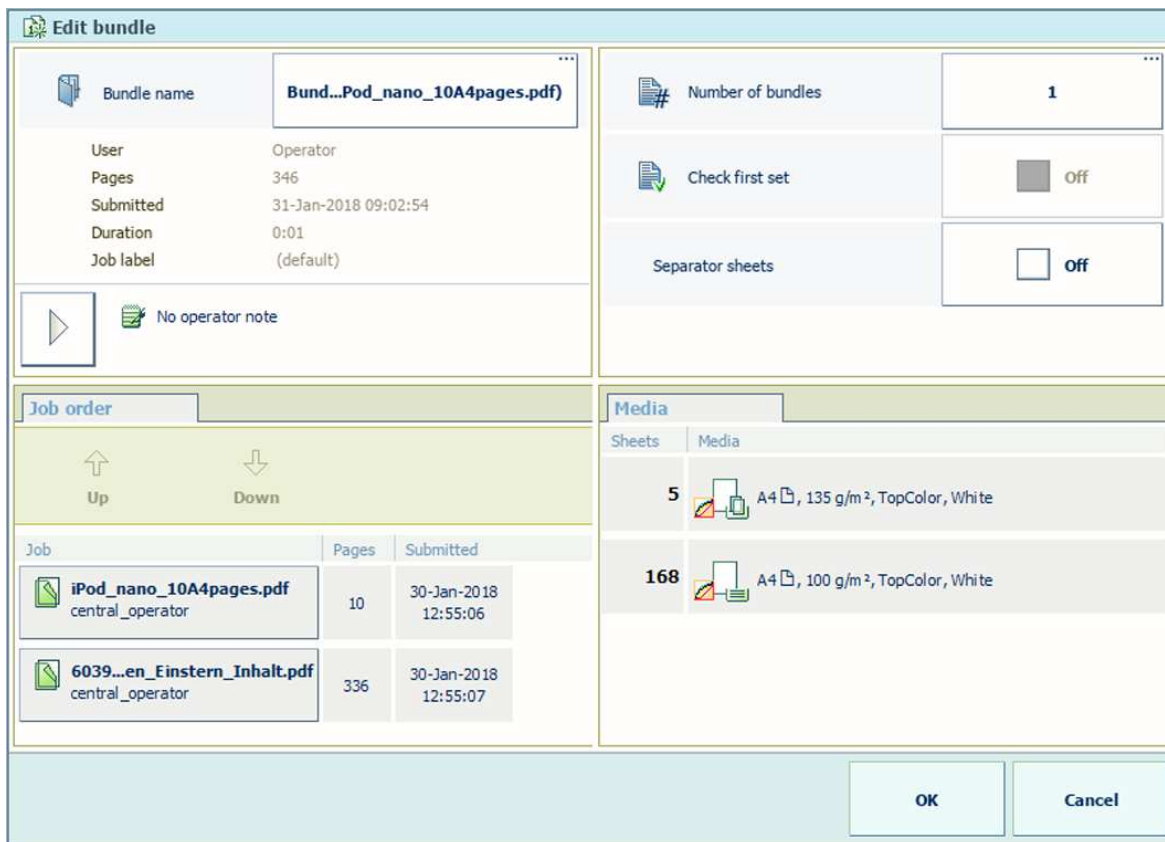 Edit bundle
Bundle name
Bund...Pod_nano_10A4pages.pdf)
...
User Operator
Pages 346
Submitted 31-Jan-2018 09:02:54
Duration 0:01
Job label (default)
No operator note
Number of bundles
1
...
Check first set
Off
Separator sheets
Off
Job order
Up Down
Job Pages Submitted
iPod_nano_10A4pages.pdf
central_operator
10
30-Jan-2018
12:55:06
6039...en_Einstern_Inhalt.pdf
central_operator
336
30-Jan-2018
12:55:07
Media
Sheets Media
5 A4, 135 g/m², TopColor, White
168 A4, 100 g/m², TopColor, White
OK Cancel